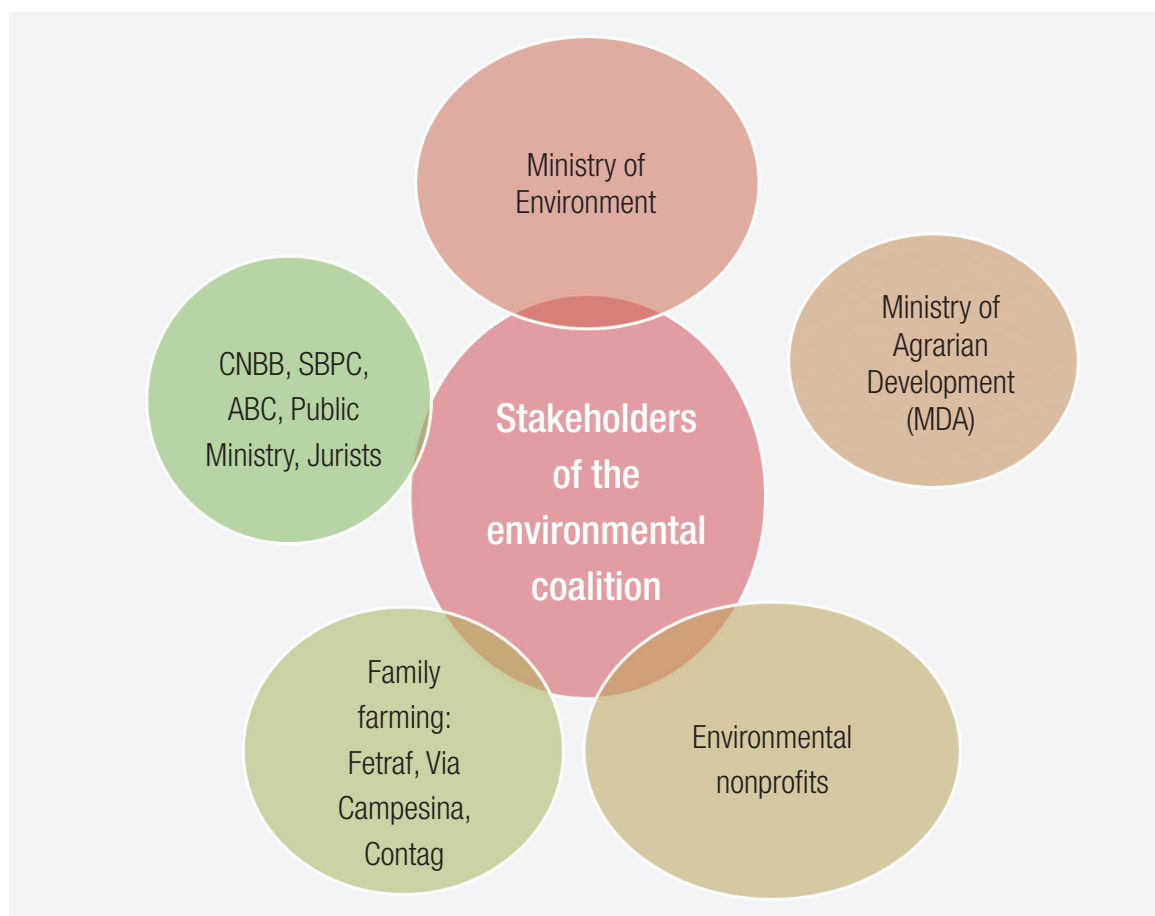 Ministry of
Environment
Ministry of
Agrarian
Development
(MDA)
CNBB, SBPC,
ABC, Public
Ministry, Jurists
Stakeholders
of the
environmental
coalition
Family
farming:
Fetraf, Via
Campesina,
Contag
Environmental
nonprofits